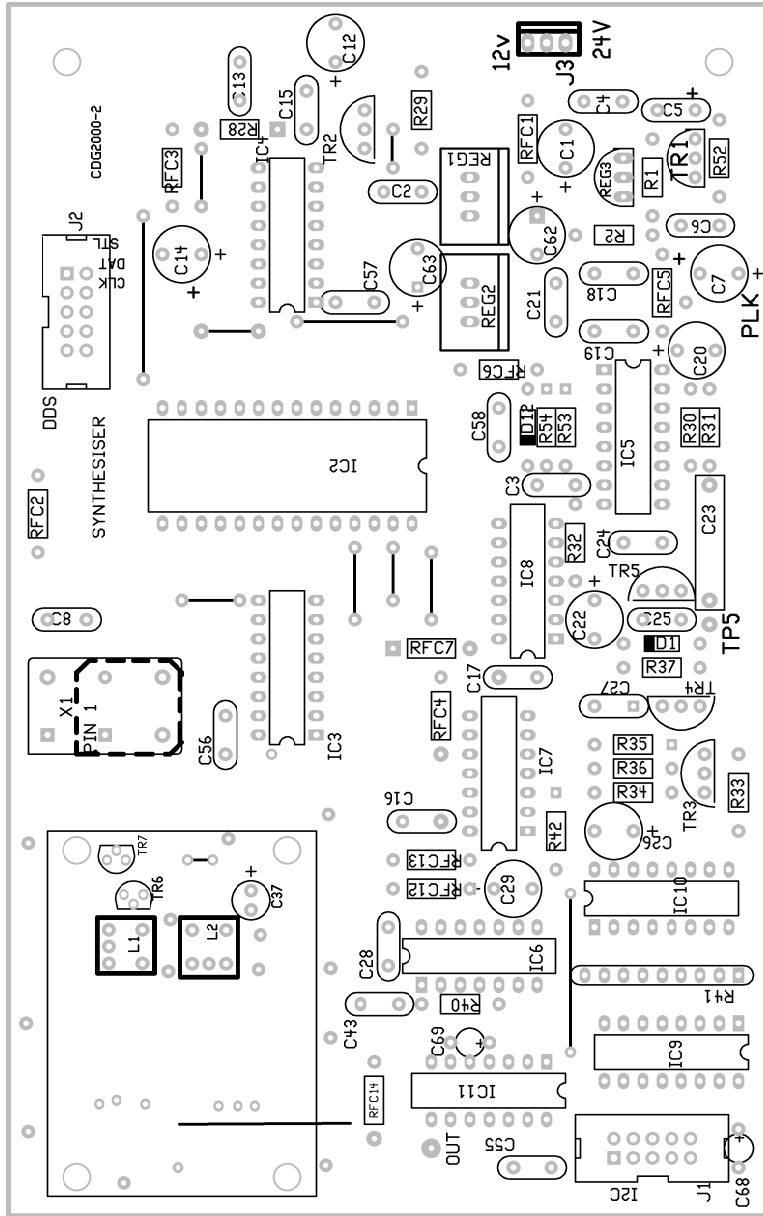 12v
24V
J3
C12
C13
C15
R28
IC4
TR2
R29
CDG2000-2
RFC3
RFC1
C1
C4
C5
REG3
R1
TR1
R52
REG1
C2
J2
STL
DAT
CLK
C14
C63
C62
R2
C6
C57
REG2
C21
C18
RFC5
C7
PLK
C19
C20
DDS
RFC6
SYNTHESISER
IC2
C58
D12
R54
R53
IC5
R30
R31
RFC2
C3
C23
IC8
R32
C24
TR5
C8
C22
C25
TP5
D1
R37
RFC7
X1
PIN 1
C17
C27
TR4
RFC4
C56
IC3
IC7
R35
R36
R34
TR3
R33
C16
R42
C26
TR7
RFC13
RFC12
TR6
C37
C29
IC10
L1
L2
C28
IC6
R41
C43
R40
C69
IC9
RFC14
IC11
OUT
C55
I2C
J1
C68